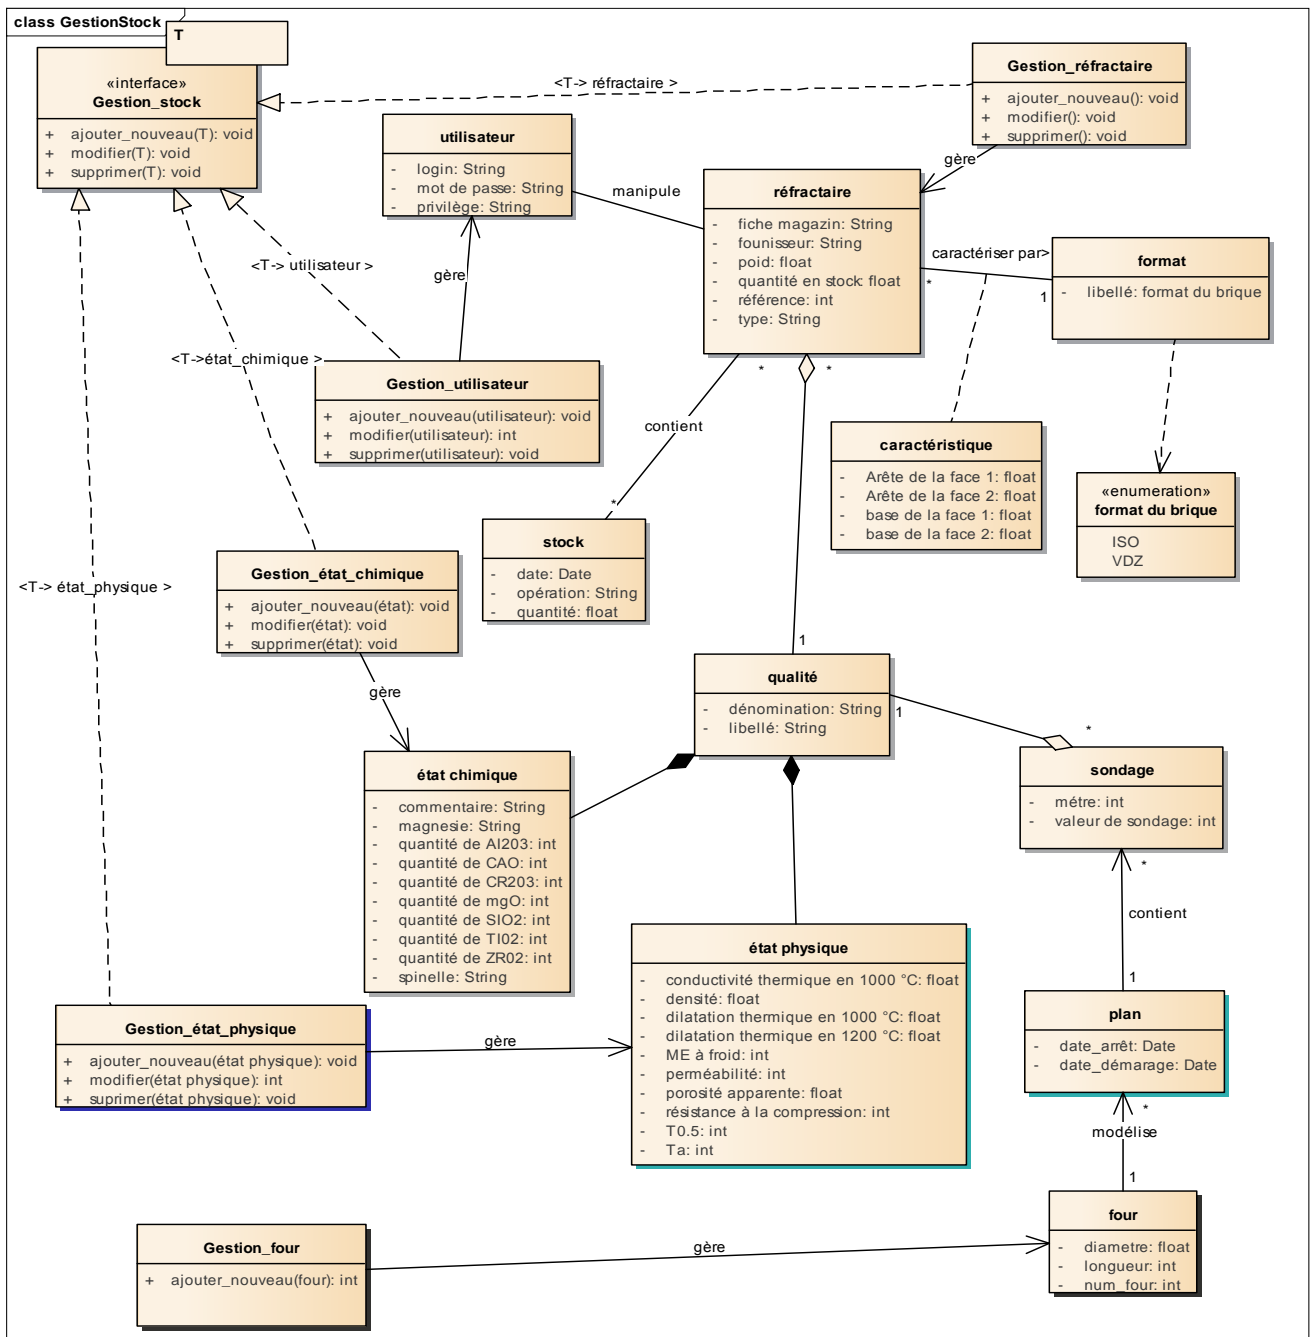 class GestionStock
T
«interface»
Gestion_stock
+ ajouter_nouveau(T): void
+ modifier(T): void
+ supprimer(T): void
<T-> réfractaire >
Gestion_réfractaire
+ ajouter_nouveau(): void
+ modifier(): void
+ supprimer(): void
gère
utilisateur
- login: String
- mot de passe: String
- privilège: String
manipule
réfractaire
- fiche magazin: String
- founisseur: String
- poid: float
- quantité en stock: float
- référence: int
- type: String
caractériser par>
*
1
format
- libellé: format du brique
<T-> utilisateur >
gère
<T->état_chimique >
Gestion_utilisateur
+ ajouter_nouveau(utilisateur): void
+ modifier(utilisateur): int
+ supprimer(utilisateur): void
*
*
contient
*
caractéristique
- Arête de la face 1: float
- Arête de la face 2: float
- base de la face 1: float
- base de la face 2: float
«enumeration»
format du brique
ISO
VDZ
stock
- date: Date
- opération: String
- quantité: float
<T-> état_physique >
Gestion_état_chimique
+ ajouter_nouveau(état): void
+ modifier(état): void
+ supprimer(état): void
gère
1
qualité
- dénomination: String
- libellé: String
1
*
sondage
- métre: int
- valeur de sondage: int
état chimique
- commentaire: String
- magnesie: String
- quantité de AI203: int
- quantité de CAO: int
- quantité de CR203: int
- quantité de mgO: int
- quantité de SIO2: int
- quantité de TI02: int
- quantité de ZR02: int
- spinelle: String
*
contient
1
état physique
- conductivité thermique en 1000 °C: float
- densité: float
- dilatation thermique en 1000 °C: float
- dilatation thermique en 1200 °C: float
- ME à froid: int
- perméabilité: int
- porosité apparente: float
- résistance à la compression: int
- T0.5: int
- Ta: int
Gestion_état_physique
+ ajouter_nouveau(état physique): void
+ modifier(état physique): int
+ suprimer(état physique): void
gère
plan
- date_arrêt: Date
- date_démarage: Date
*
modélise
1
four
- diametre: float
- longueur: int
- num_four: int
Gestion_four
+ ajouter_nouveau(four): int
gère